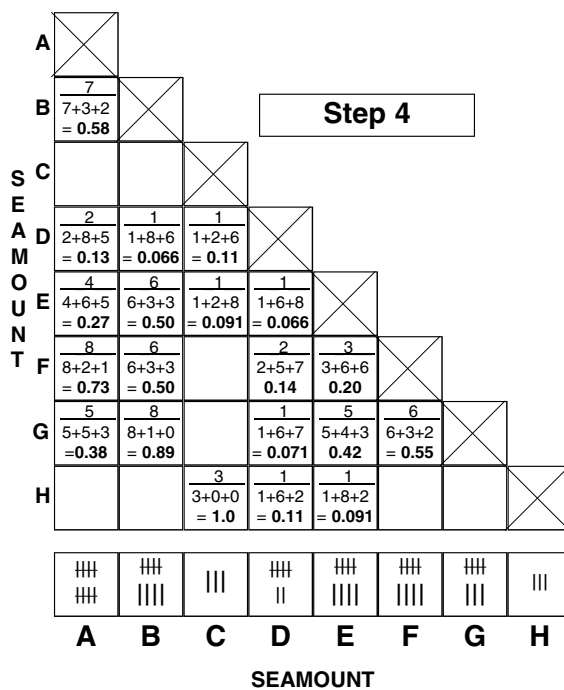 Step 4
SEAMOUNT
A
B
7
7+3+2
= 0.58
C
D
2 1 1
2+8+5 1+8+6 1+2+6
= 0.13 = 0.066 = 0.11
E
4 6 1 1
4+6+5 6+3+3 1+2+8 1+6+8
= 0.27 = 0.50 = 0.091 = 0.066
F
8 6 2 3
8+2+1 6+3+3 2+5+7 3+6+6
= 0.73 = 0.50 0.14 0.20
G
5 8 1 5 6
5+5+3 8+1+0 1+6+7 5+4+3 6+3+2
=0.38 = 0.89 = 0.071 = 0.42 = 0.55
H
3 1 1
3+0+0 1+6+2 1+8+2
= 1.0 = 0.11 = 0.091
A B C D E F G H
SEAMOUNT